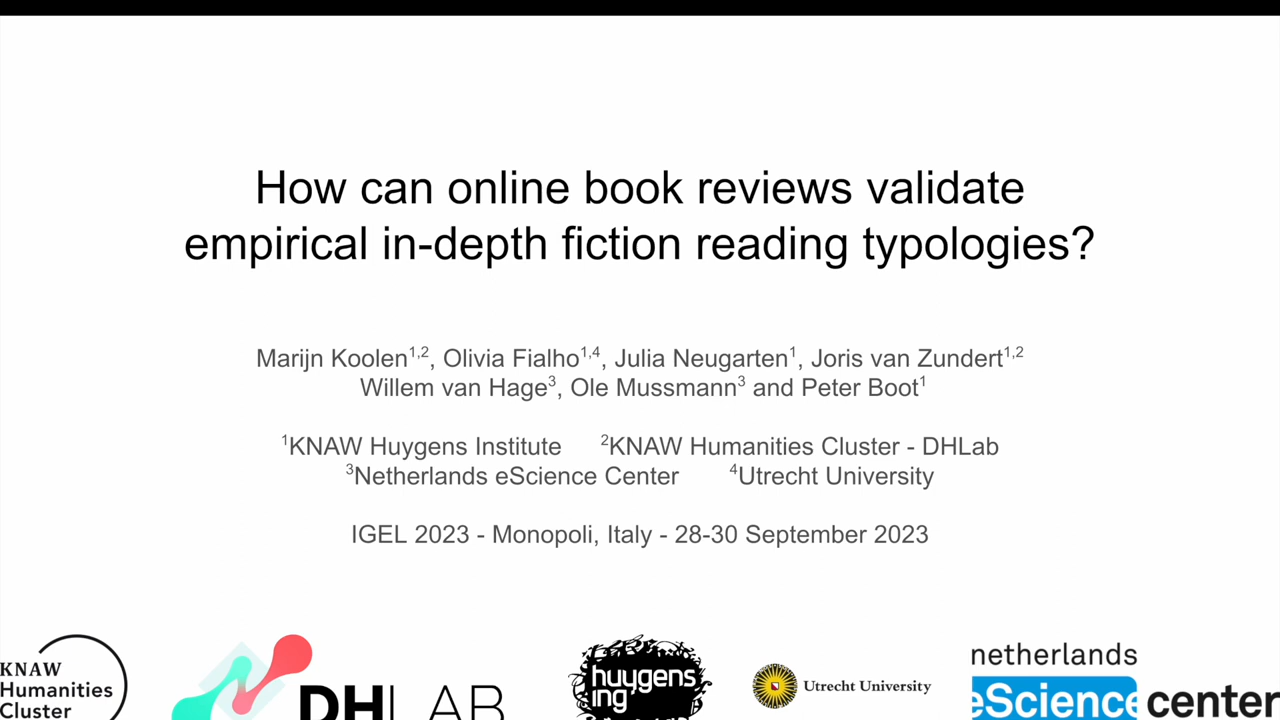 How can online book reviews validate
empirical in-depth fiction reading typologies?
Marijn Koolen1,2, Olivia Fialho1,4, Julia Neugarten1, Joris van Zundert1,2
Willem van Hage3, Ole Mussmann3 and Peter Boot1
1KNAW Huygens Institute 2KNAW Humanities Cluster - DHLab
3Netherlands eScience Center 4Utrecht University
IGEL 2023 - Monopoli, Italy - 28-30 September 2023
KNAW
Humanities
Cluster
DHLAB
huygens
ing
Utrecht University
netherlands
eScience center